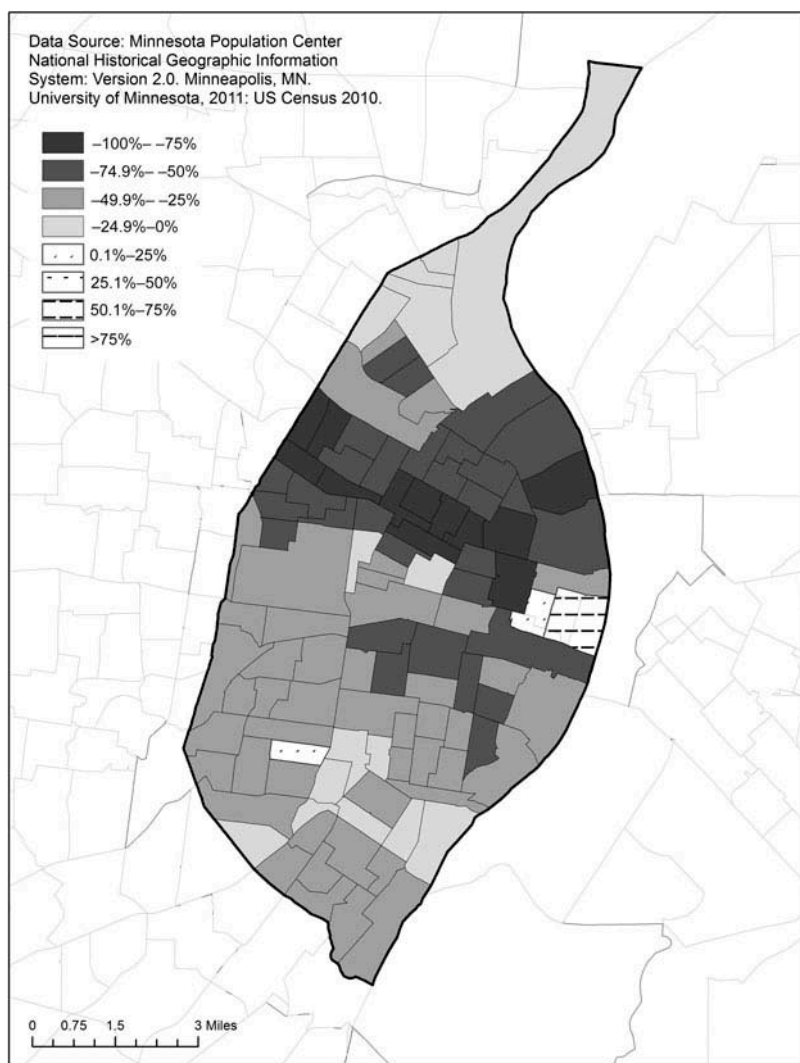 Data Source: Minnesota Population Center
National Historical Geographic Information
System: Version 2.0. Minneapolis, MN.
University of Minnesota, 2011: US Census 2010.
–100%– –75%
–74.9%– –50%
–49.9%– –25%
–24.9%–0%
0.1%–25%
25.1%–50%
50.1%–75%
>75%
0 0.75 1.5 3 Miles